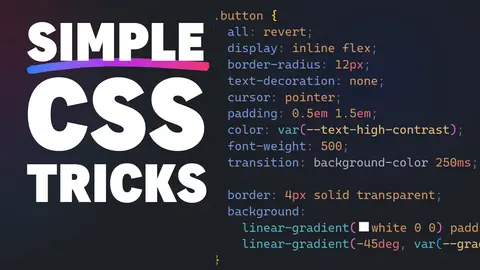 SIMPLE
CSS
TRICKS
.button {
all: revert;
display: inline flex;
border-radius: 12px;
text-decoration: none;
cursor: pointer;
padding: 0.5em 1.5em;
color: var(--text-high-contrast);
font-weight: 500;
transition: background-color 250ms;
border: 4px solid transparent;
background:
linear-gradient(white 0 0) padd
linear-gradient(-45deg, var(--grad
}